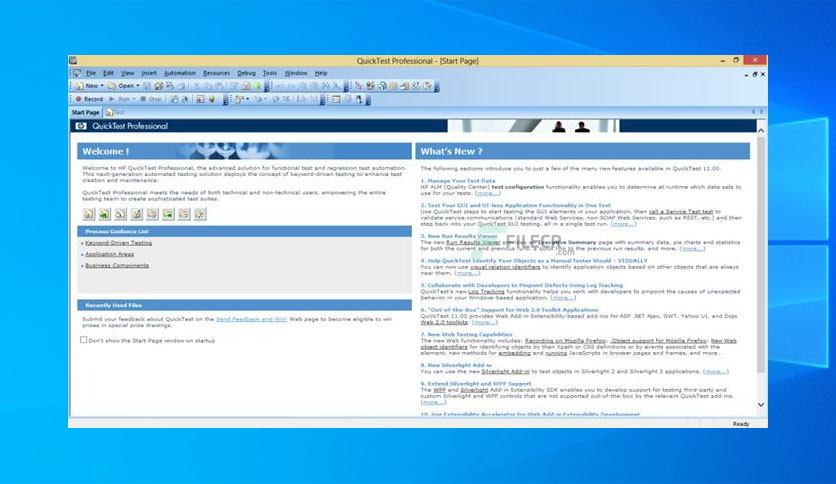 QuickTest Professional - [Start Page]
File Edit View Insert Automation Resources Debug Tools Window Help
New Open
Record Run Stop
Start Page Test
hp QuickTest Professional
Welcome !
Welcome to HP QuickTest Professional, the advanced solution for functional test and regression test automation.
This next-generation automated testing solution deploys the concept of keyword-driven testing to enhance test
creation and maintenance.
QuickTest Professional meets the needs of both technical and non-technical users, empowering the entire
testing team to create sophisticated test suites.
Process Guidance List
Keyword-Driven Testing
Application Areas
Business Components
Recently Used Files
Submit your feedback about QuickTest on the Send Feedback and Win! Web page to become eligible to win
prizes in special prize drawings.
Don't show the Start Page window on startup
What's New ?
The following sections introduce you to just a few of the many new features available in QuickTest 11.00.
1. Manage Your Test Data
HP ALM (Quality Center) test configuration functionality enables you to determine at runtime which data sets to
use for your tests. (more...)
2. Test Your GUI and UI-less Application Functionality in One Test
Use QuickTest steps to start testing the GUI elements in your application, then call a Service Test test to
validate service communications (standard Web Services, non-SOAP Web Services, such as REST, etc.) and then
step back into your QuickTest GUI testing, all in a single test run. (more...)
3. New Run Results Viewer
The new Run Results Viewer Executive Summary page with summary data, pie charts and statistics
for both the current and previous run, a quick link to the previous run results, and more. (more...)
FILECR
.com
4. Help QuickTest Identify Your Objects as a Manual Tester Would - VISUALLY
You can now use visual relation identifiers to identify application objects based on other objects that are always
near them. (more...)
5. Collaborate with Developers to Pinpoint Defects Using Log Tracking
QuickTest's new Log Tracking functionality helps you work with developers to pinpoint the causes of unexpected
behavior in your Windows-based application. (more...)
6. "Out-of-the-Box" Support for Web 2.0 Toolkit Applications
QuickTest 11.00 provides Web Add-in Extensibility-based add-ins for ASP .NET Ajax, GWT, Yahoo UI, and Dojo
Web 2.0 toolkits. (more...)
7. New Web Testing Capabilities
The new Web functionality includes: Recording on Mozilla Firefox; .Object support for Mozilla Firefox; New Web
object identifiers for identifying objects by their Xpath or CSS definitions or by events associated with the
element; new methods for embedding and running JavaScripts in browser pages and frames, and more.
8. New Silverlight Add-in
You can use the new Silverlight Add-in to test objects in Silverlight 2 and Silverlight 3 applications. (more...)
9. Extend Silverlight and WPF Support
The WPF and Silverlight Add-in Extensibility SDK enables you to develop support for testing third-party and
custom Silverlight and WPF controls that are not supported out-of-the-box by the relevant QuickTest add-ins.
(more...)
10. Use Extensibility Accelerator for Web Add-in Extensibility Development
Ready